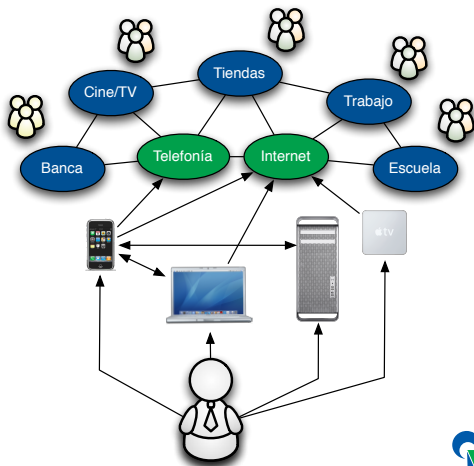 Tiendas
Cine/TV
Trabajo
Telefonía
Internet
Banca
Escuela
tv